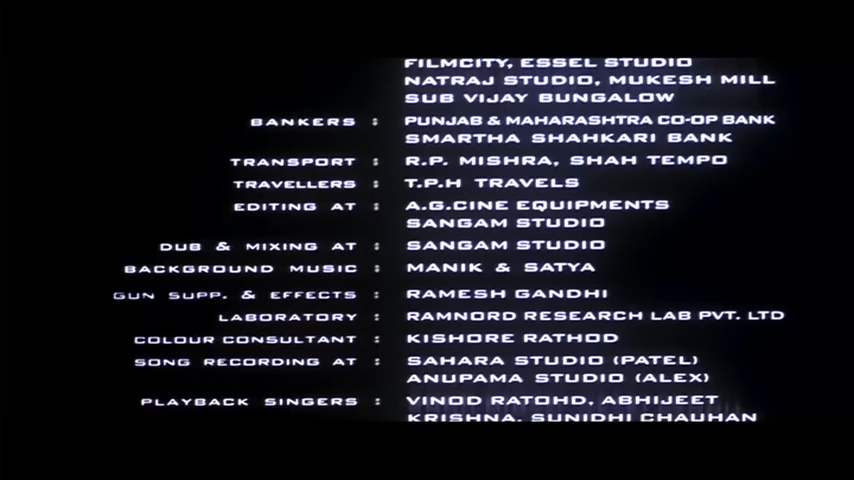 FILMCITY, ESSEL STUDIO
NATRAJ STUDIO, MUKESH MILL
SUB VIJAY BUNGALOW
BANKERS : PUNJAB & MAHARASHTRA CO-OP BANK
SMARTHA SHAHKARI BANK
TRANSPORT : R.P. MISHRA, SHAH TEMPO
TRAVELLERS : T.P.H TRAVELS
EDITING AT : A.G.CINE EQUIPMENTS
SANGAM STUDIO
DUB & MIXING AT : SANGAM STUDIO
BACKGROUND MUSIC : MANIK & SATYA
GUN SUPP. & EFFECTS : RAMESH GANDHI
LABORATORY : RAMNORD RESEARCH LAB PVT. LTD
COLOUR CONSULTANT : KISHORE RATHOD
SONG RECORDING AT : SAHARA STUDIO (PATEL)
ANUPAMA STUDIO (ALEX)
PLAYBACK SINGERS : VINOD RATOHD, ABHIJEET
KRISHNA, SUNIDHI CHAUHAN